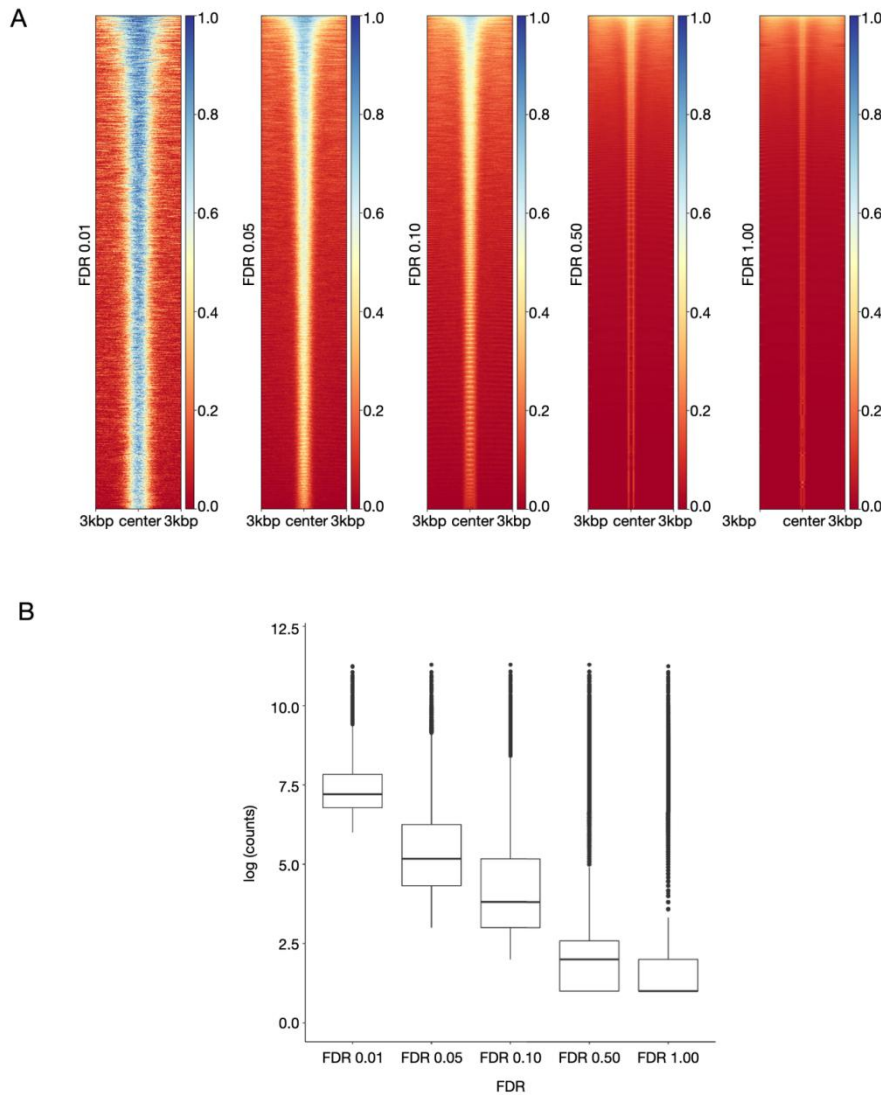 A
FDR 0.01
1.0
0.8
0.6
0.4
0.2
0.0
3kbp center 3kbp
FDR 0.05
1.0
0.8
0.6
0.4
0.2
0.0
3kbp center 3kbp
FDR 0.10
1.0
0.8
0.6
0.4
0.2
0.0
3kbp center 3kbp
FDR 0.50
1.0
0.8
0.6
0.4
0.2
0.0
3kbp center 3kbp
FDR 1.00
1.0
0.8
0.6
0.4
0.2
0.0
3kbp center 3kbp
B
log (counts)
12.5
10.0
7.5
5.0
2.5
0.0
FDR 0.01 FDR 0.05 FDR 0.10 FDR 0.50 FDR 1.00
FDR